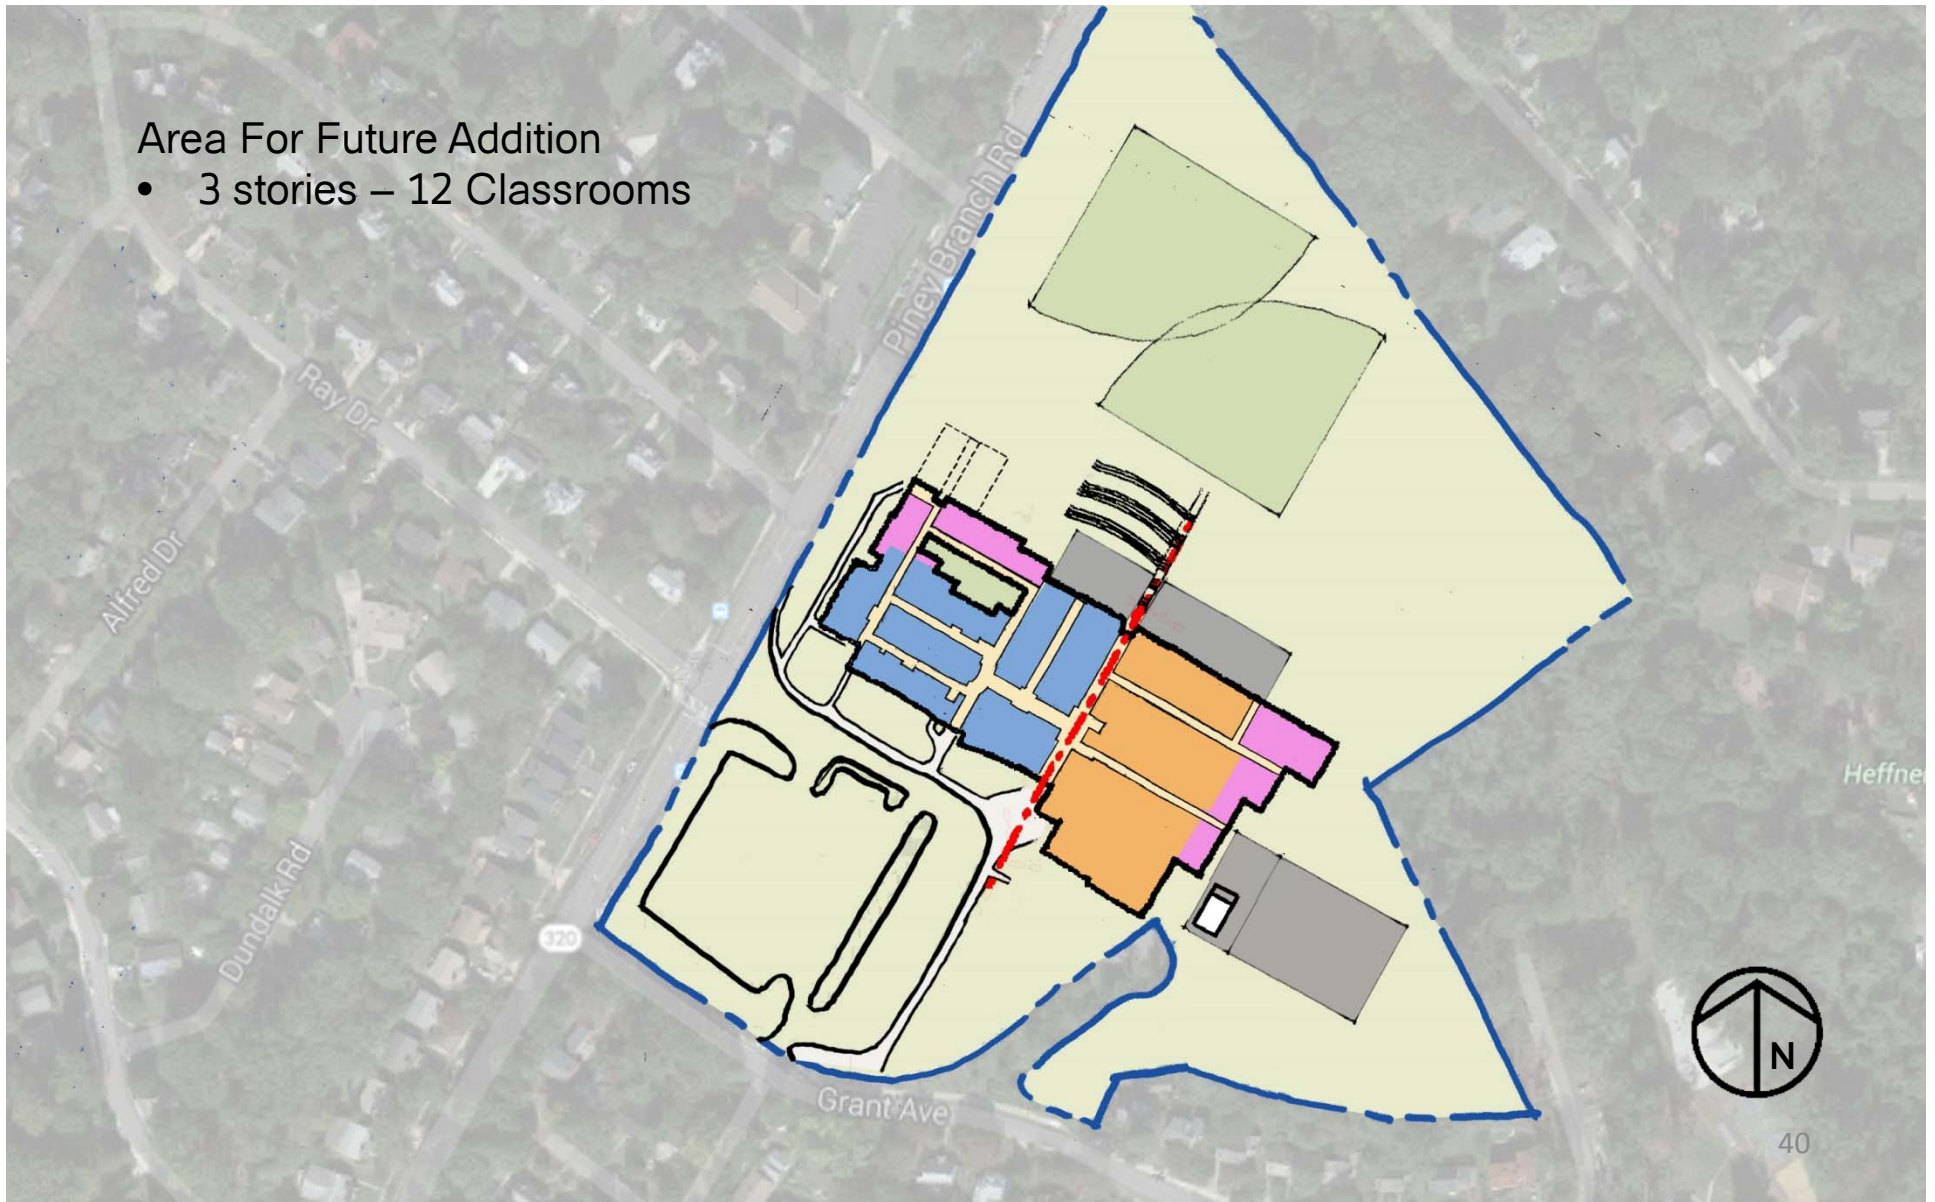 Area For Future Addition
• 3 stories – 12 Classrooms
Piney Branch Rd
Ray Dr
Alfred Dr
Dundalk Rd
320
Grant Ave
Heffne
N
40